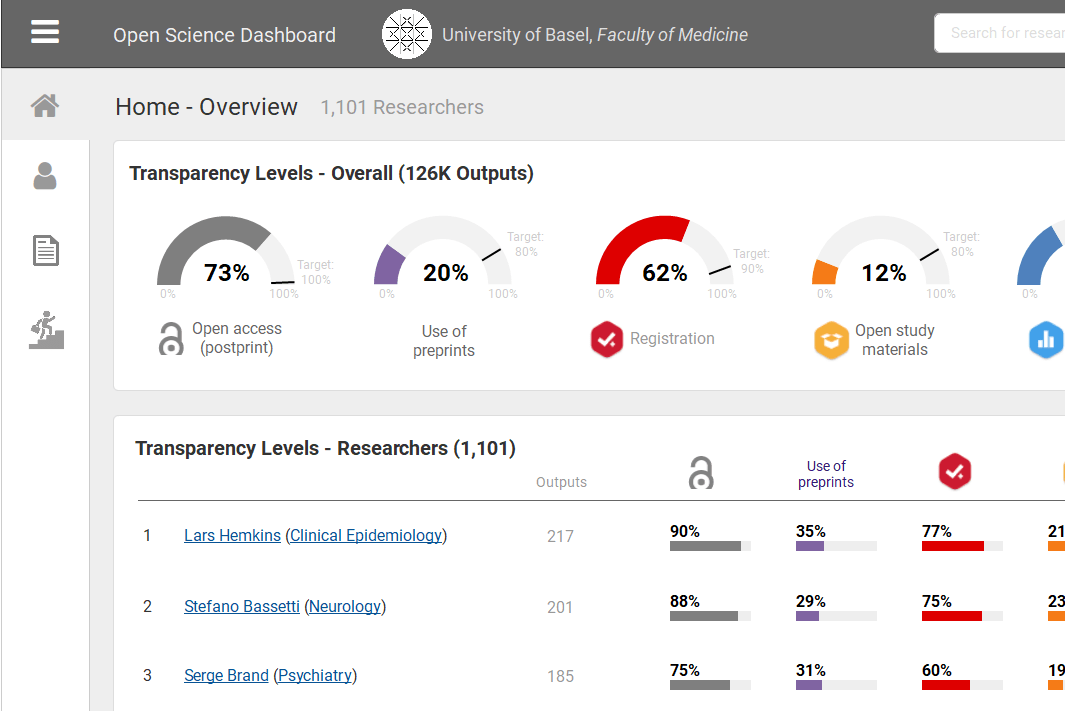 Open Science Dashboard
University of Basel, Faculty of Medicine
Search for resear
Home - Overview 1,101 Researchers
Transparency Levels - Overall (126K Outputs)
73%
0%
100%
Target:
100%
Open access
(postprint)
20%
0%
100%
Target:
80%
Use of
preprints
62%
0%
100%
Target:
90%
Registration
12%
0%
100%
Target:
80%
Open study
materials
0%
Transparency Levels - Researchers (1,101)
Outputs
Use of
preprints
1 Lars Hemkins (Clinical Epidemiology) 217 90% 35% 77% 21
2 Stefano Bassetti (Neurology) 201 88% 29% 75% 23
3 Serge Brand (Psychiatry) 185 75% 31% 60% 19